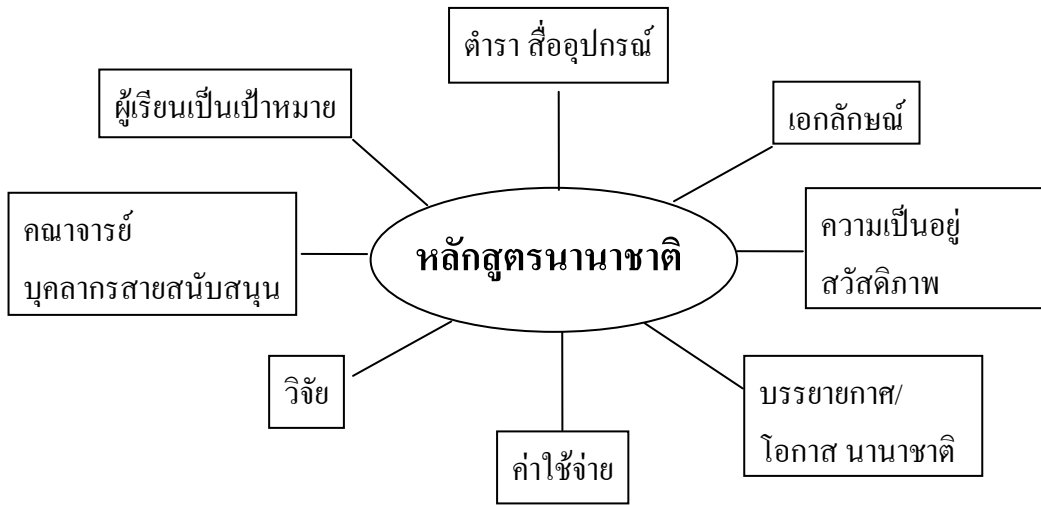 ตำรา สื่ออุปกรณ์
ผู้เรียนเป็นเป้าหมาย
เอกลักษณ์
คณาจารย์
บุคลากรสายสนับสนุน
หลักสูตรนานาชาติ
ความเป็นอยู่
สวัสดิภาพ
วิจัย
ค่าใช้จ่าย
บรรยายกาศ/
โอกาส นานาชาติ